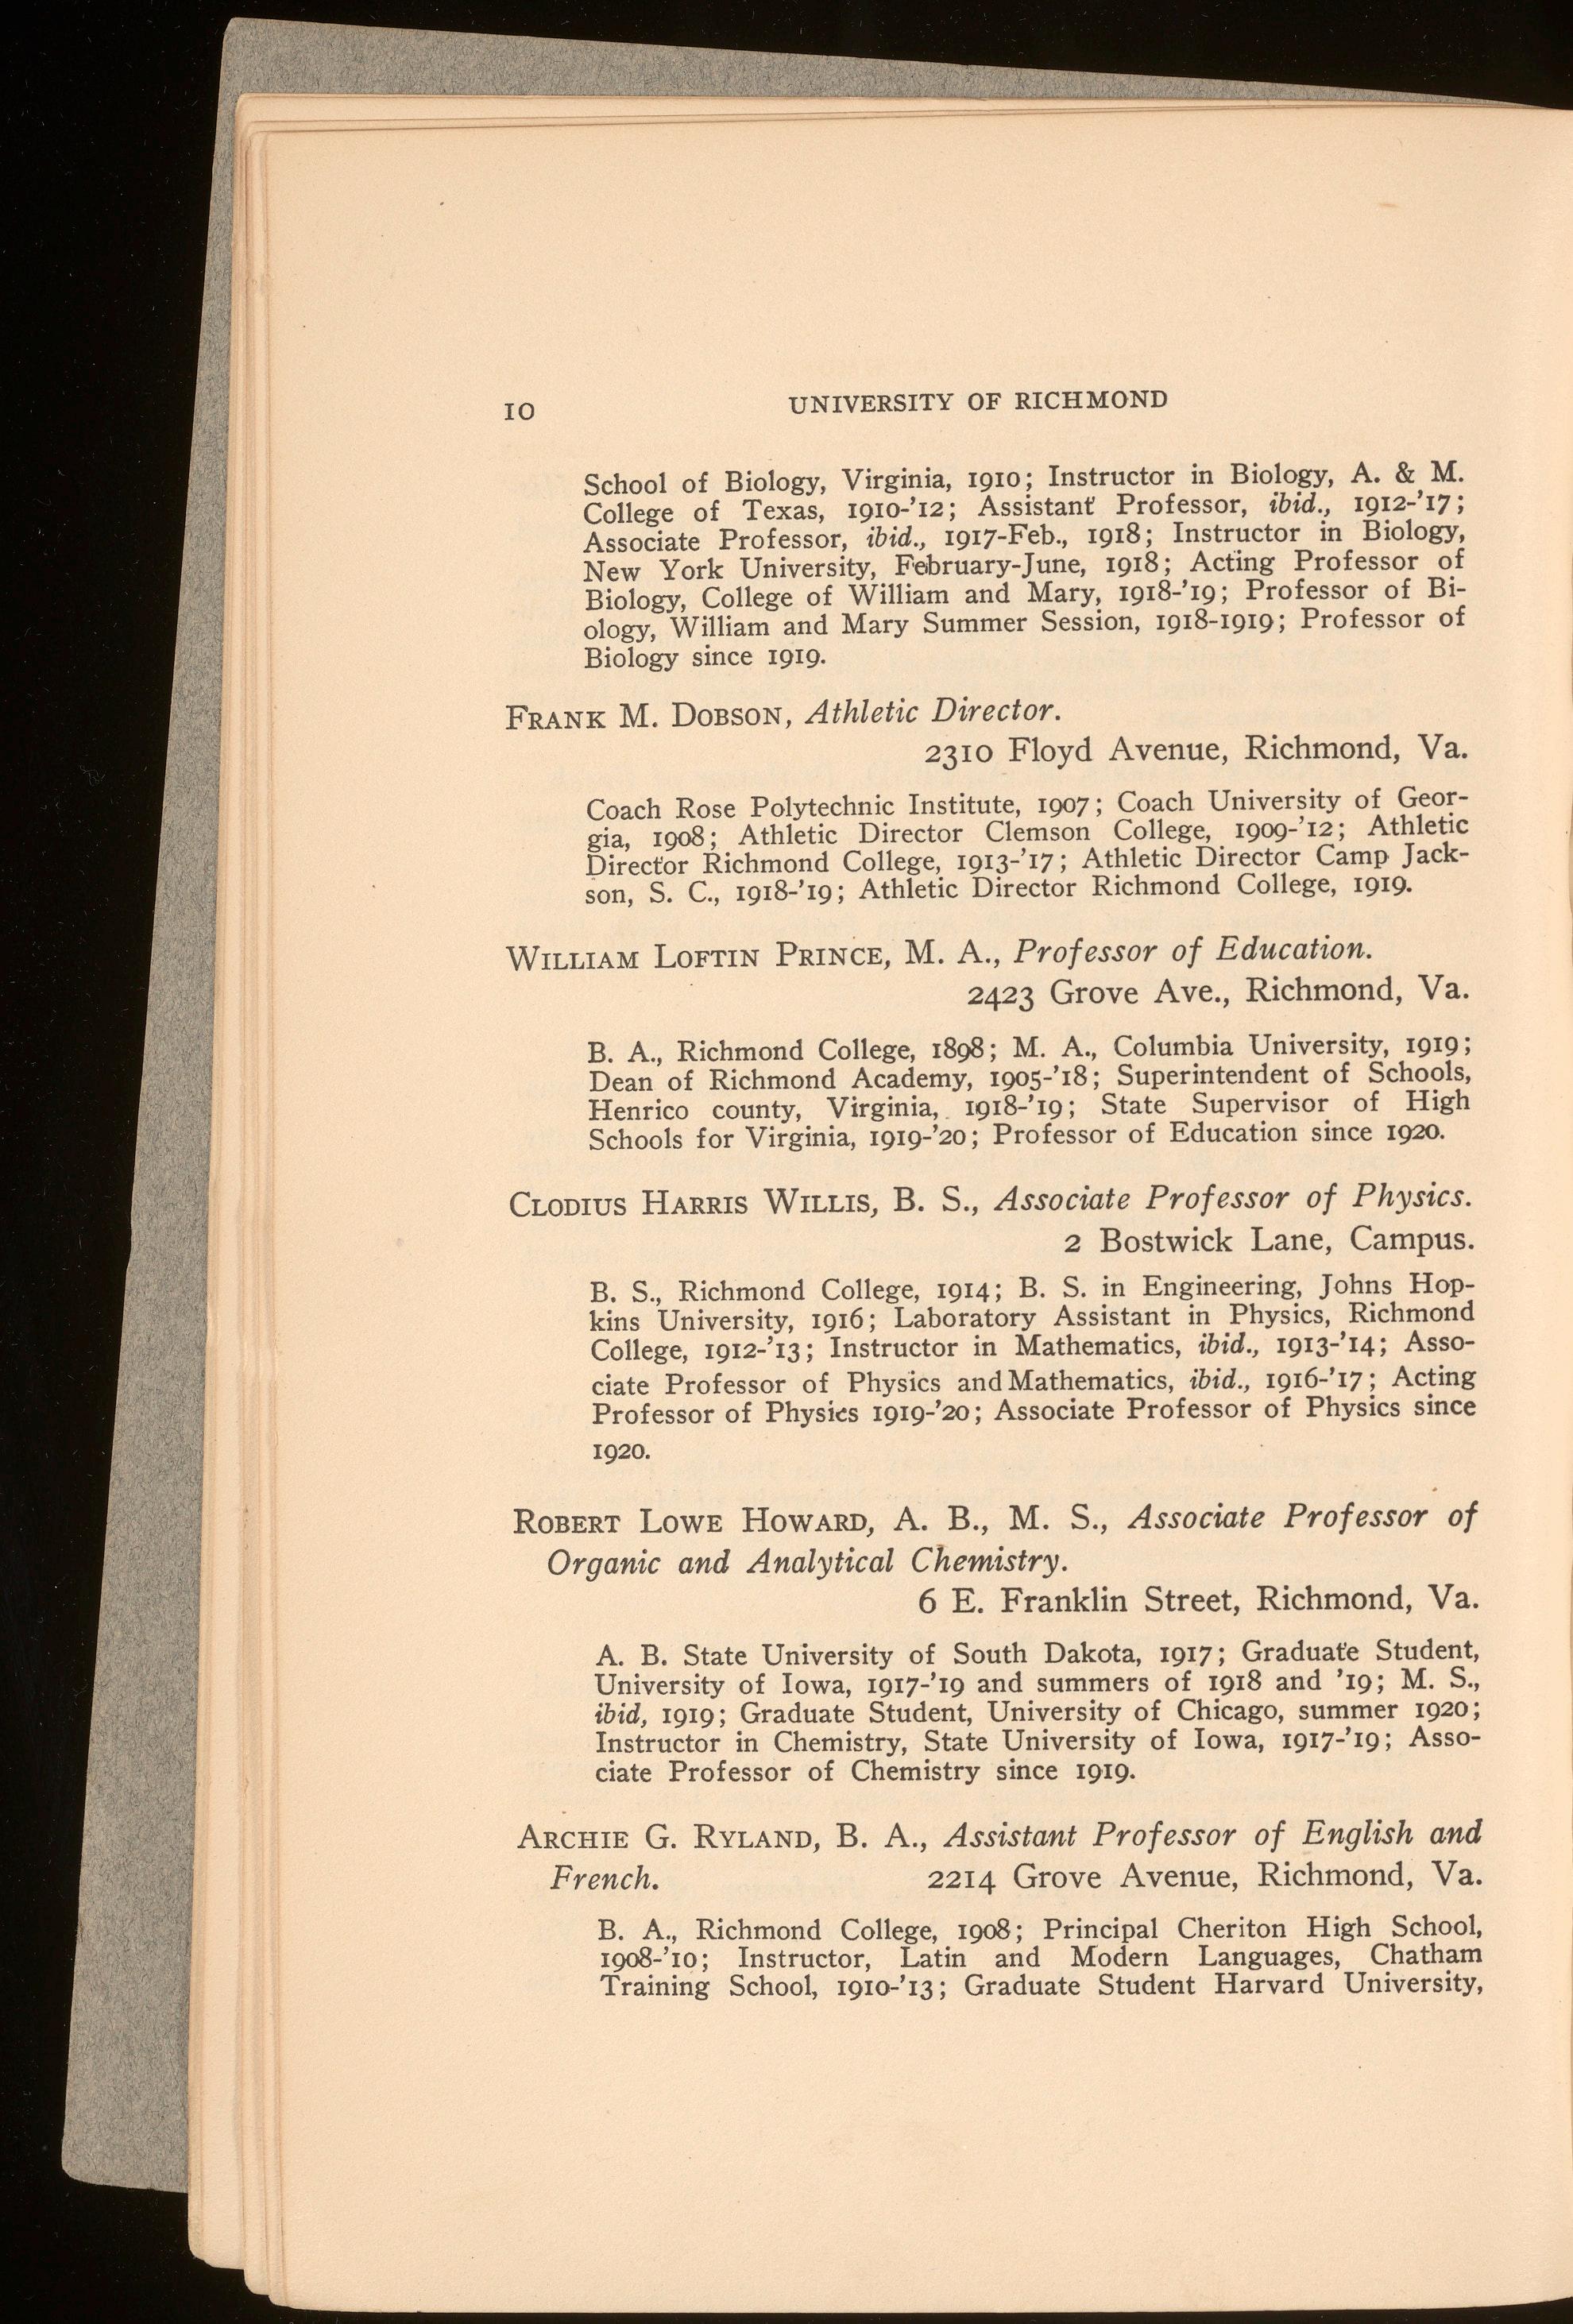 10 UNIVERSITY OF RICHMOND
School of Biology, Virginia, 1910; Instructor in Biology, A. & M.
College of Texas, 1910-'12; Assistant Professor, ibid., 1912-'17;
Associate Professor, ibid., 1917-Feb., 1918; Instructor in Biology,
New York University, February-June, 1918; Acting Professor of
Biology, College of William and Mary, 1918-'19; Professor of Bi-
ology, William and Mary Summer Session, 1918-1919; Professor of
Biology since 1919.
FRANK M. DOBSON, Athletic Director.
2310 Floyd Avenue, Richmond, Va.
Coach Rose Polytechnic Institute, 1907; Coach University of Geor-
gia, 1908; Athletic Director Clemson College, 1909-'12; Athletic
Director Richmond College, 1913-'17; Athletic Director Camp Jack-
son, S. C., 1918-'19; Athletic Director Richmond College, 1919.
WILLIAM LOFTIN PRINCE, M. A., Professor of Education.
2423 Grove Ave., Richmond, Va.
B. A., Richmond College, 1898; M. A., Columbia University, 1919;
Dean of Richmond Academy, 1905-'18; Superintendent of Schools,
Henrico county, Virginia, 1918-'19; State Supervisor of High
Schools for Virginia, 1919-'20; Professor of Education since 1920.
CLODIUS HARRIS WILLIS, B. S., Associate Professor of Physics.
2 Bostwick Lane, Campus.
B. S., Richmond College, 1914; B. S. in Engineering, Johns Hop-
kins University, 1916; Laboratory Assistant in Physics, Richmond
College, 1912-'13; Instructor in Mathematics, ibid., 1913-'14; Asso-
ciate Professor of Physics and Mathematics, ibid., 1916-'17; Acting
Professor of Physics 1919-'20; Associate Professor of Physics since
1920.
ROBERT LOWE HOWARD, A. B., M. S., Associate Professor of
Organic and Analytical Chemistry.
6 E. Franklin Street, Richmond, Va.
A. B. State University of South Dakota, 1917; Graduate Student,
University of Iowa, 1917-'19 and summers of 1918 and '19; M. S.,
ibid, 1919; Graduate Student, University of Chicago, summer 1920;
Instructor in Chemistry, State University of Iowa, 1917-'19; Asso-
ciate Professor of Chemistry since 1919.
ARCHIE G. RYLAND, B. A., Assistant Professor of English and
French. 2214 Grove Avenue, Richmond, Va.
B. A., Richmond College, 1908; Principal Cheriton High School,
1908-'10; Instructor, Latin and Modern Languages, Chatham
Training School, 1910-'13; Graduate Student Harvard University,